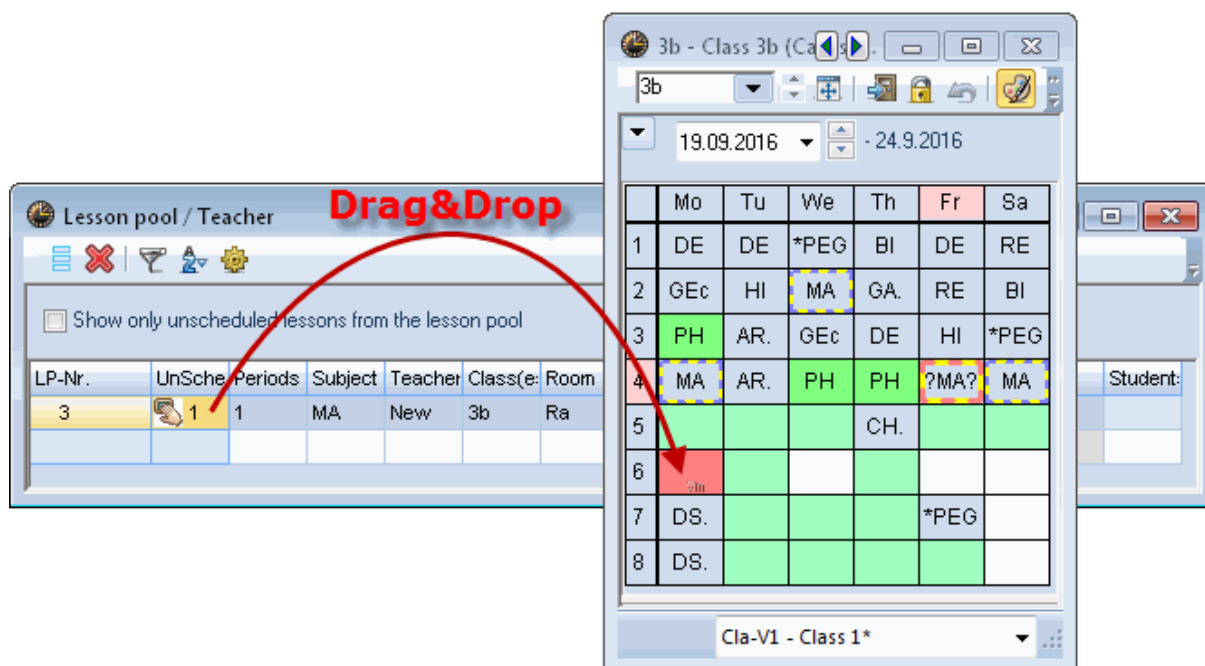 3b - Class 3b (Ca s .
3b
19.09.2016 - 24.9.2016
Lesson pool / Teacher
Drag&Drop
Show only unscheduled lessons from the lesson pool
LP-Nr. UnSche Periods Subject Teacher Class(e: Room Student:
3 1 1 MA New 3b Ra
Mo Tu We Th Fr Sa
1 DE DE *PEG BI DE RE
2 GEc HI MA GA. RE BI
3 PH AR. GEc DE HI *PEG
4 MA AR. PH PH ?MA? MA
5 CH.
6
7 DS. *PEG
8 DS.
Cla-V1 - Class 1*